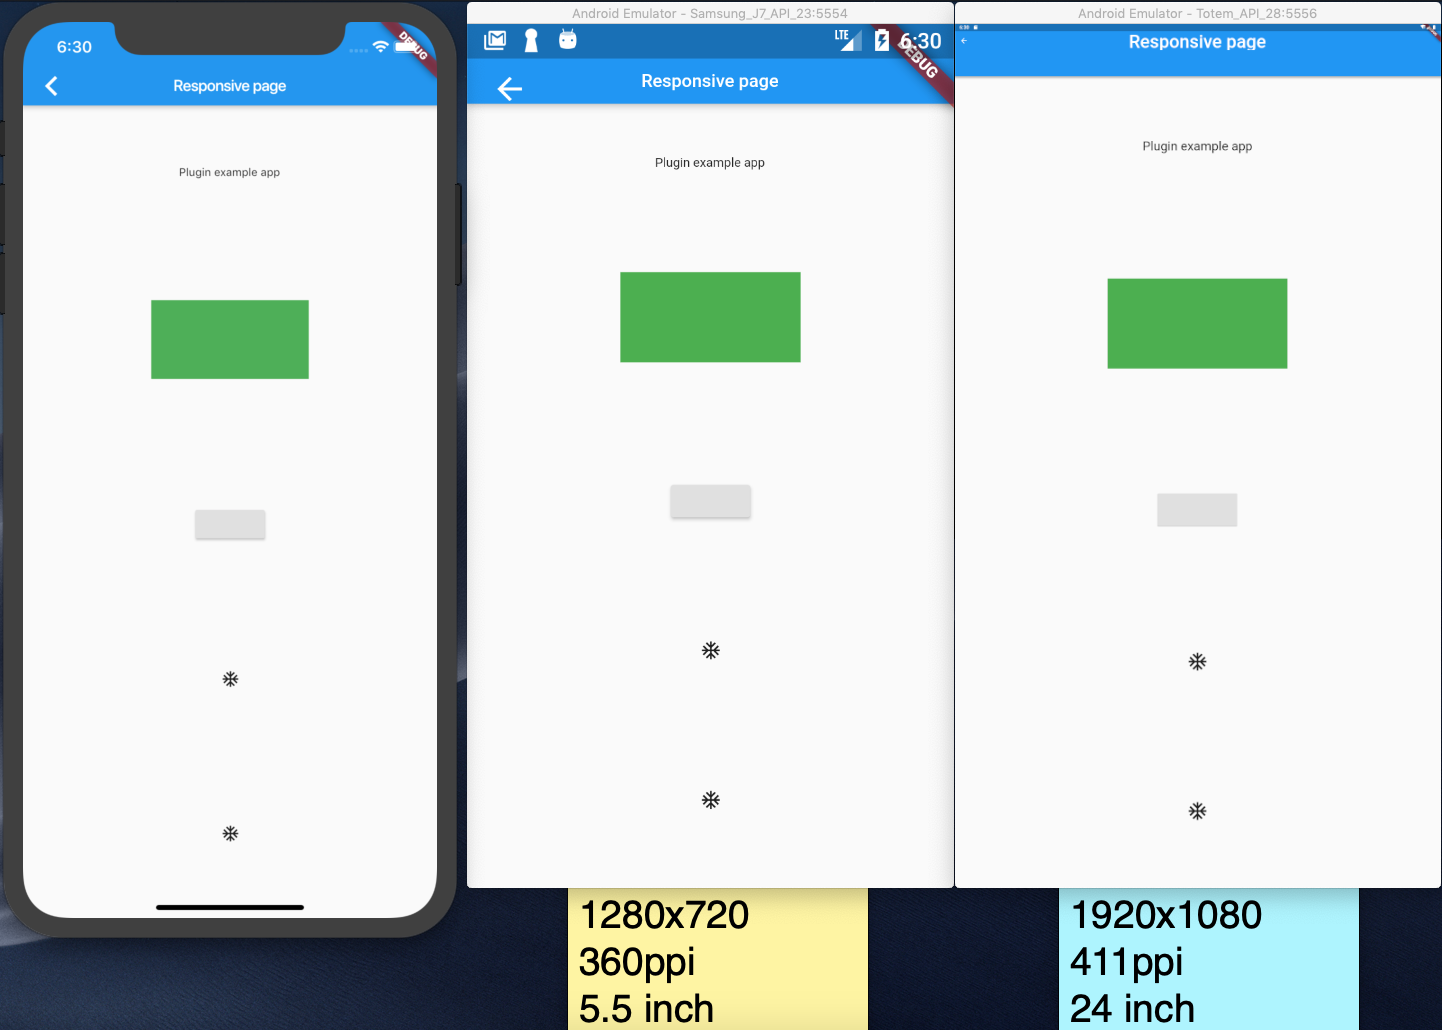 6:30
DEBUG
Responsive page
Plugin example app
Android Emulator - Samsung_J7_API_23:5554
LTE
6:30
DEBUG
Responsive page
Plugin example app
1280x720
360ppi
5.5 inch
Android Emulator - Totem_API_28:5556
Responsive page
Plugin example app
1920x1080
411ppi
24 inch